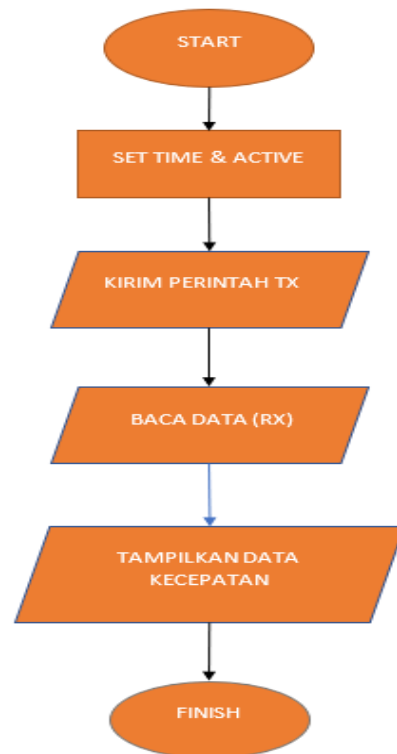 START
SET TIME & ACTIVE
KIRIM PERINTAH TX
BACA DATA (RX)
TAMPILKAN DATA
KECEPATAN
FINISH